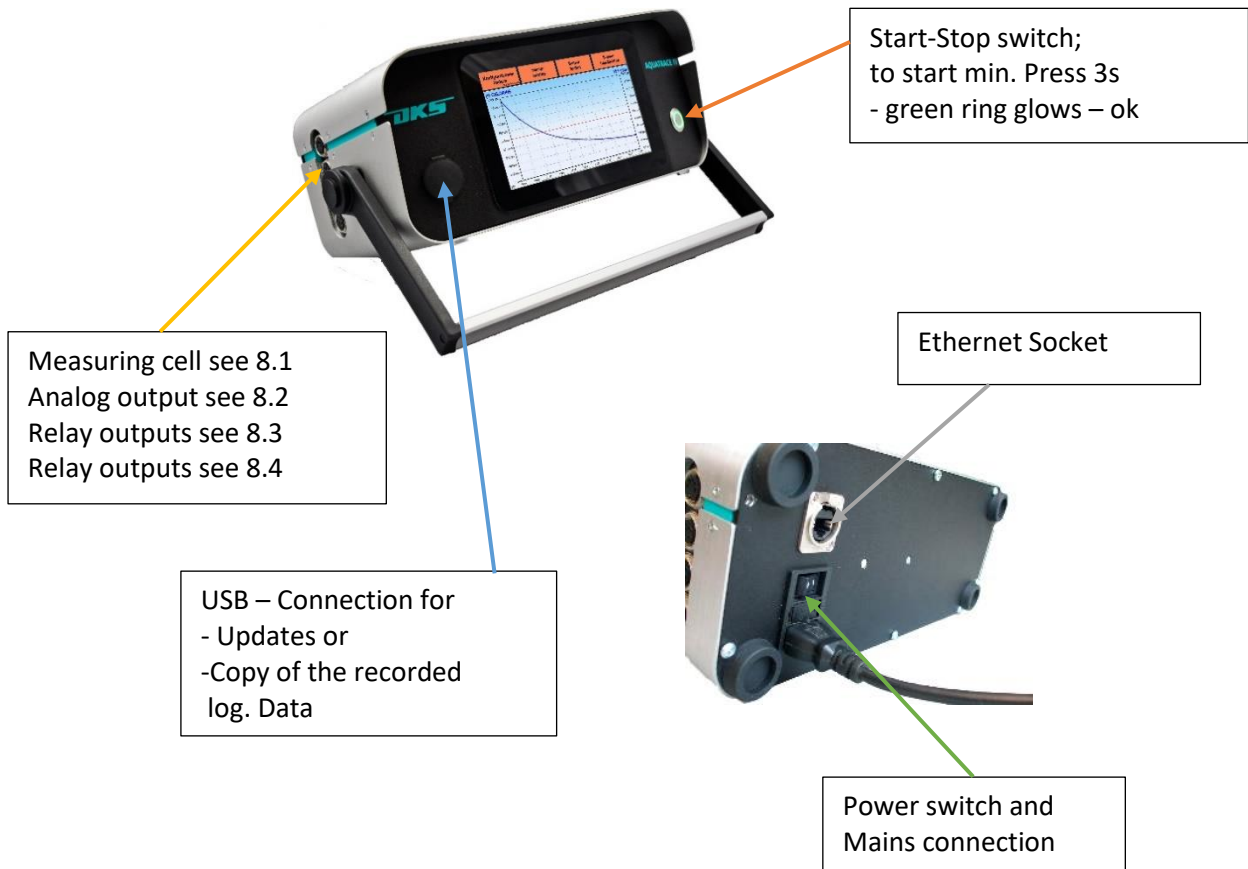 Start-Stop switch;
to start min. Press 3s
- green ring glows – ok
DKS
AQUATRACE
Measuring cell see 8.1
Analog output see 8.2
Relay outputs see 8.3
Relay outputs see 8.4
Ethernet Socket
USB – Connection for
- Updates or
-Copy of the recorded
log. Data
Power switch and
Mains connection